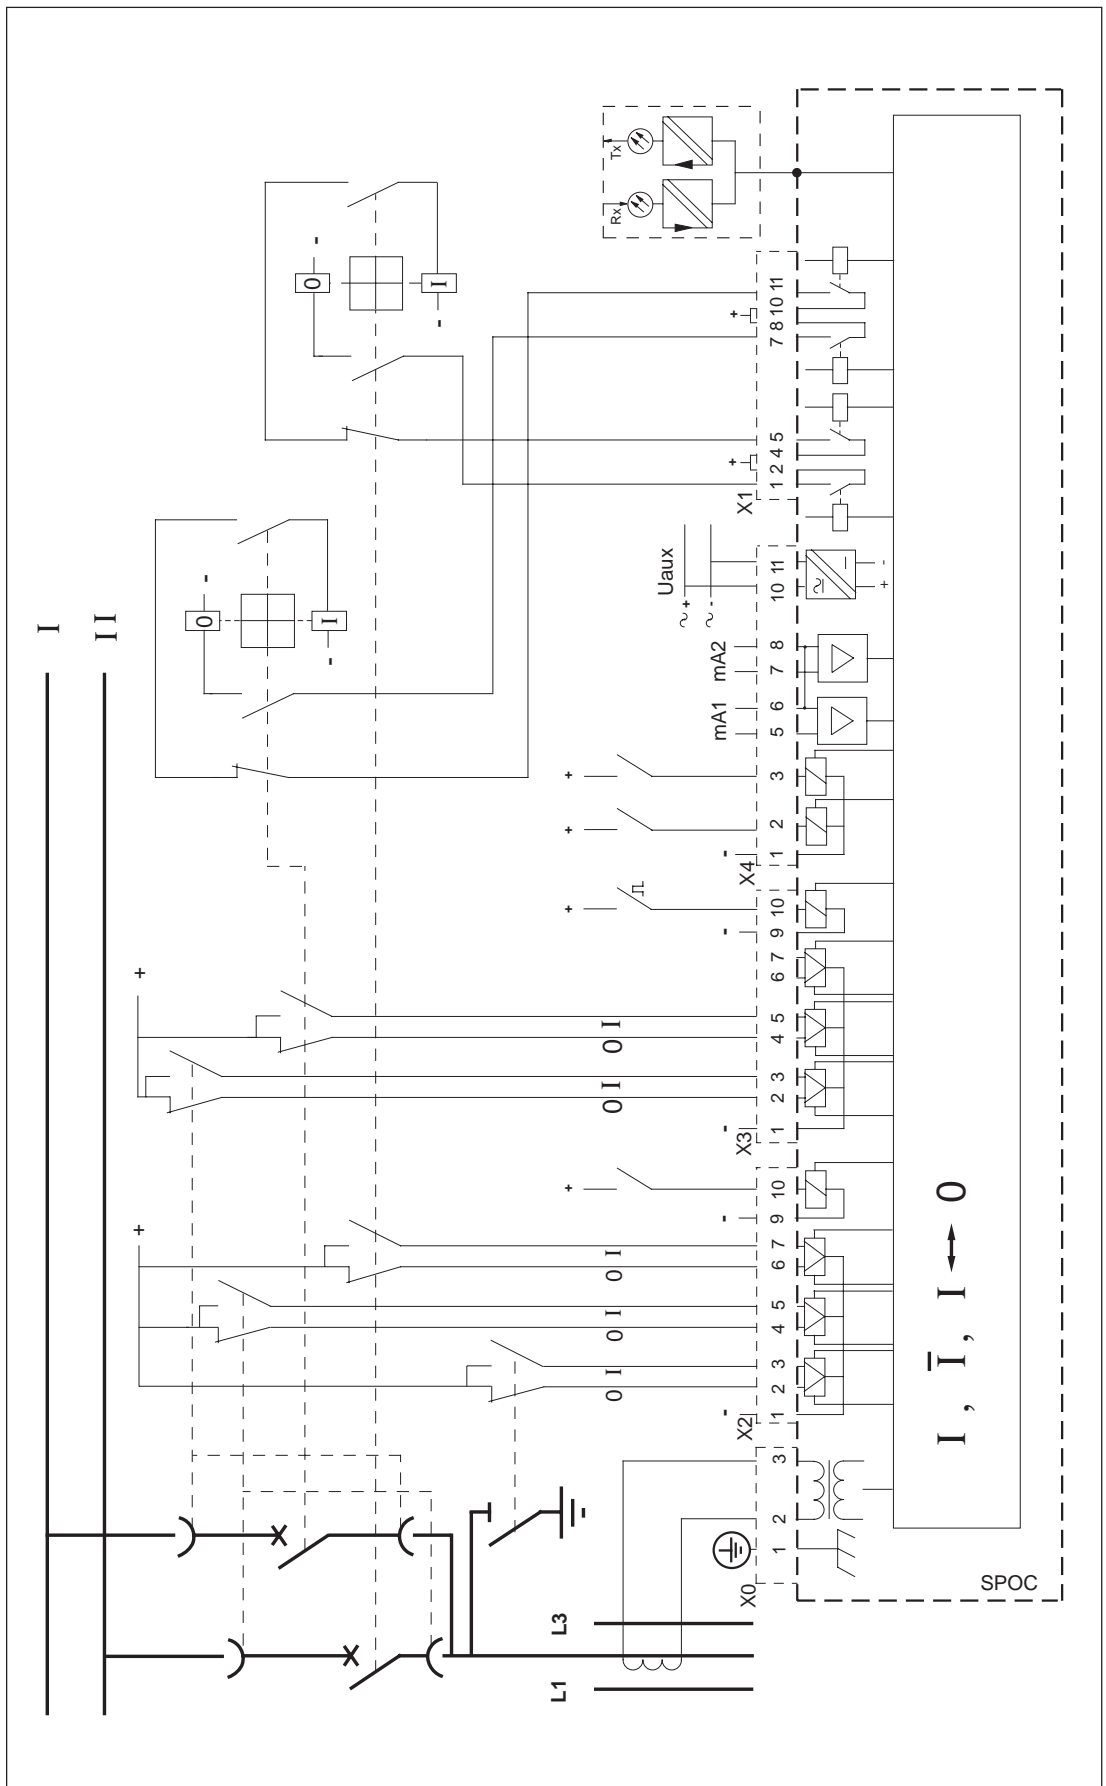 I
I I
+ +
0 -
0 -
I
-
I
-
L1 L3
+ + + +
0 I 0 I 0 I 0 I 0 I
Rx Tx
Uaux
~ +
~ -
mA1 mA2
- - - - -
+ +
X0 X2 X3 X4 X1
1 2 3 1 2 3 4 5 6 7 9 10 1 2 3 4 5 6 7 9 10 1 2 3 5 6 7 8 10 11 1 2 4 5 7 8 10 11
+ -
I , Ī , I ↔ 0
SPOC